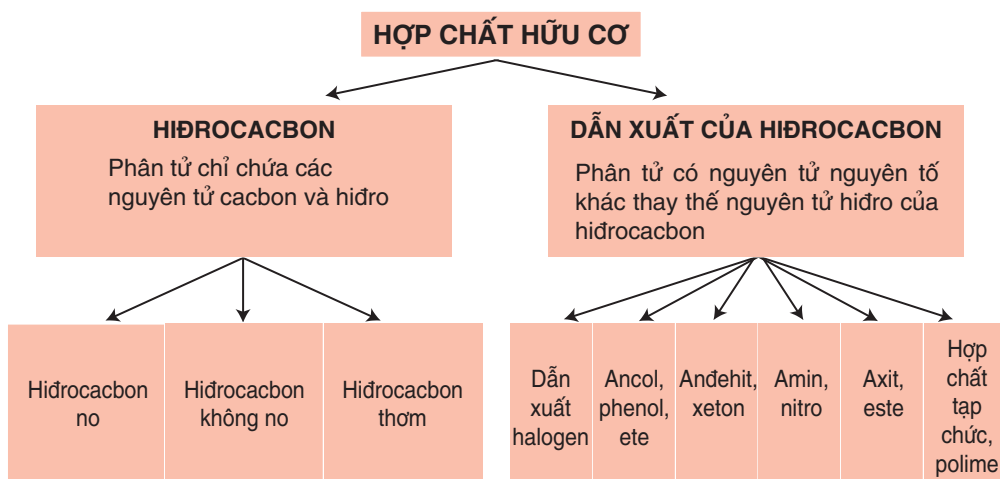 HỢP CHẤT HỮU CƠ
HIĐROCACBON
Phân tử chỉ chứa các
nguyên tử cacbon và hiđro
DẪN XUẤT CỦA HIĐROCACBON
Phân tử có nguyên tử nguyên tố
khác thay thế nguyên tử hiđro của
hiđrocacbon
Hiđrocacbon
no
Hiđrocacbon
không no
Hiđrocacbon
thơm
Dẫn
xuất
halogen
Ancol,
phenol,
ete
Anđehit,
xeton
Amin,
nitro
Axit,
este
Hợp
chất
tạp
chức,
polime